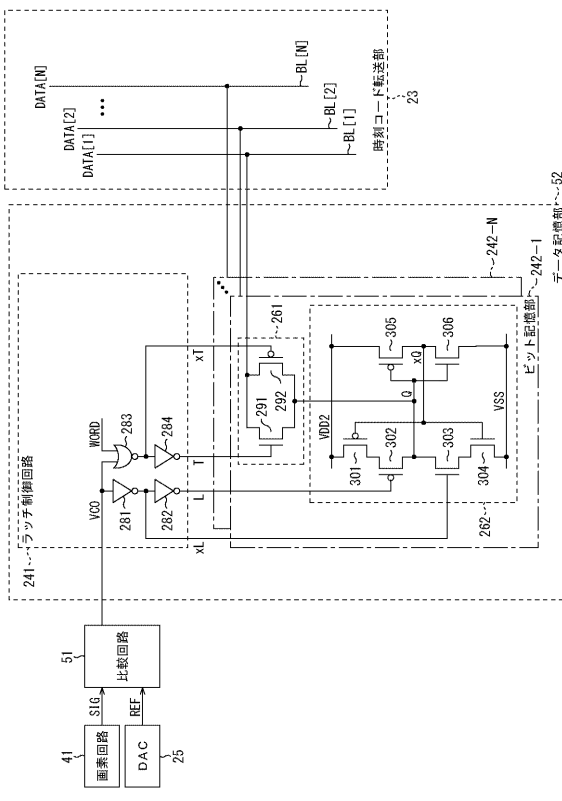 DATA[N]
DATA[2]
DATA[1]
BL[N]
BL[2]
BL[1]
時刻コード転送部
23
241
ラッチ制御回路
WORD
VCO
281
282
283
284
xL
L
T
xT
242-N
242-1
ビット記憶部
データ記憶部
52
261
291
292
VDD2
Q
xQ
301
302
303
304
305
306
VSS
262
51
比較回路
SIG
REF
41
画素回路
DAC
25